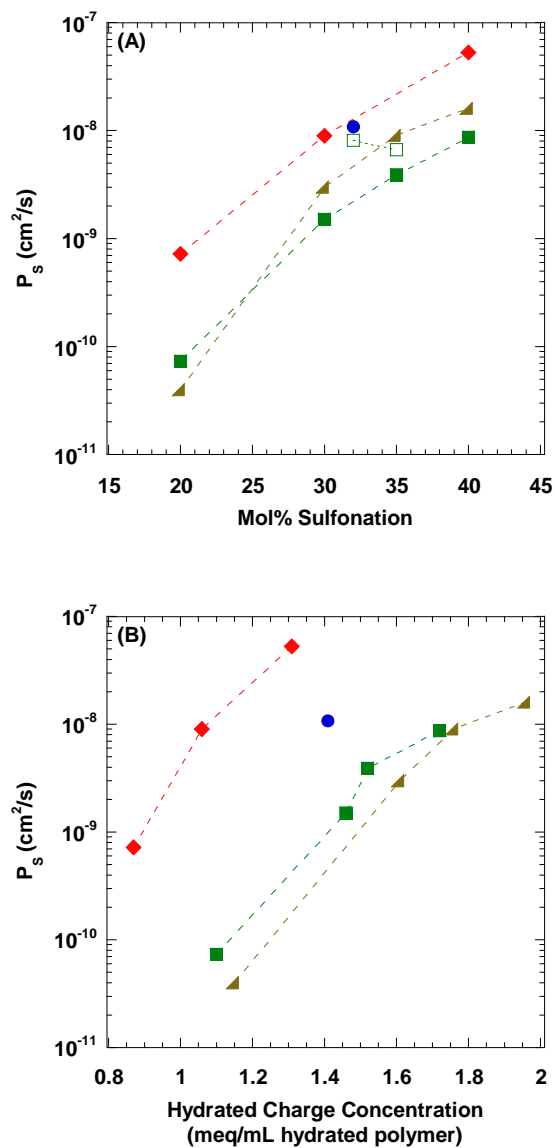 (A)
10⁻⁷
10⁻⁸
10⁻⁹
10⁻¹⁰
10⁻¹¹
P_S (cm²/s)
15 20 25 30 35 40 45
Mol% Sulfonation
(B)
10⁻⁷
10⁻⁸
10⁻⁹
10⁻¹⁰
10⁻¹¹
P_S (cm²/s)
0.8 1 1.2 1.4 1.6 1.8 2
Hydrated Charge Concentration
(meq/mL hydrated polymer)